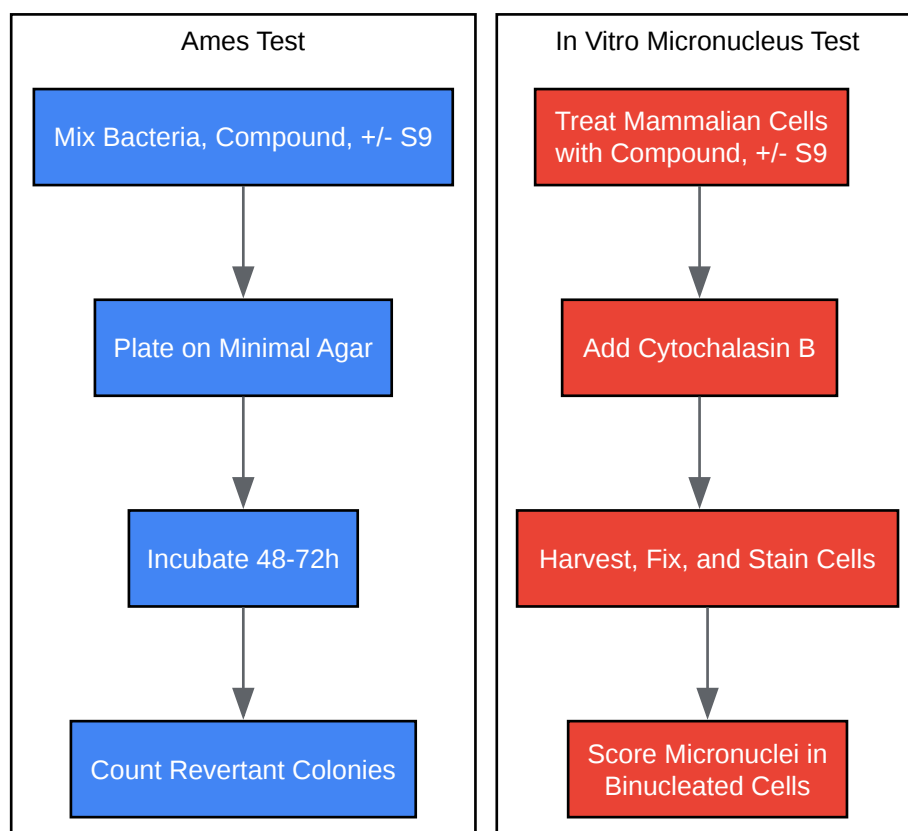 Ames Test
Mix Bacteria, Compound, +/- S9
Plate on Minimal Agar
Incubate 48-72h
Count Revertant Colonies
In Vitro Micronucleus Test
Treat Mammalian Cells
with Compound, +/- S9
Add Cytochalasin B
Harvest, Fix, and Stain Cells
Score Micronuclei in
Binucleated Cells